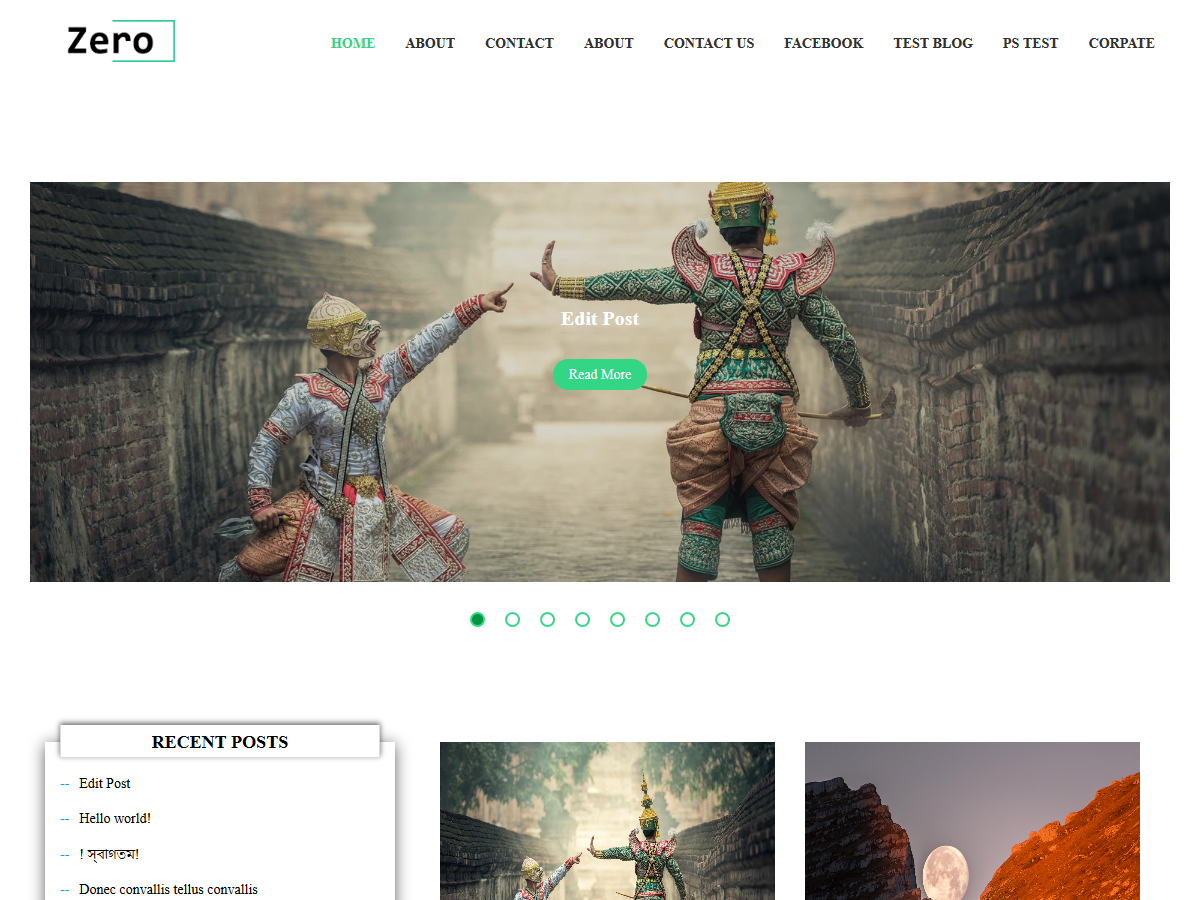 Zero
HOME ABOUT CONTACT ABOUT CONTACT US FACEBOOK TEST BLOG PS TEST CORPATE
Edit Post
Read More
RECENT POSTS
-- Edit Post
-- Hello world!
-- ! স্বাগতম!
-- Donec convallis tellus convallis